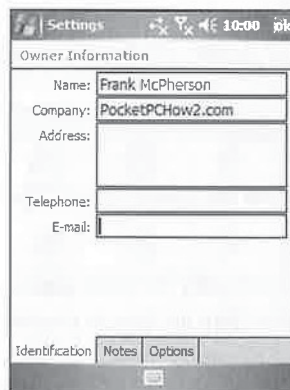 Settings 10:00 ok
Owner Information
Name: Frank McPherson
Company: PocketPCHow2.com
Address:
Telephone:
E-mail:
Identification Notes Options